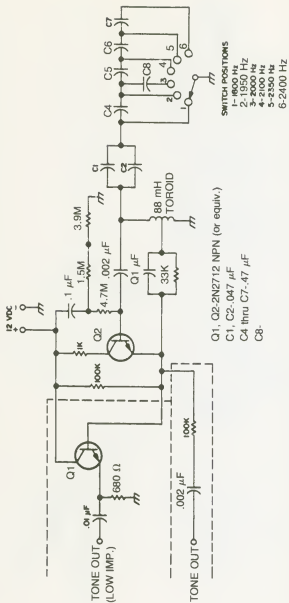 12 VDC
+
-
.1 µF
1K
100K
Q1
Q2
680 Ω
.01 µF
TONE OUT
(LOW IMP.)
TONE OUT
.002 µF
100K
1.5M
3.9M
4.7M
.002 µF
Q1 µF
33K
88 mH
TOROID
C1
C2
C4
C5
C6
C7
C8
1
2
3
4
5
6
SWITCH POSITIONS
1- 1800 Hz
2-1950 Hz
3-2000 Hz
4-2100 Hz
5-2350 Hz
6-2400 Hz
Q1, Q2-2N2712 NPN (or equiv.)
C1, C2-.047 µF
C4 thru C7-.47 µF
C8-